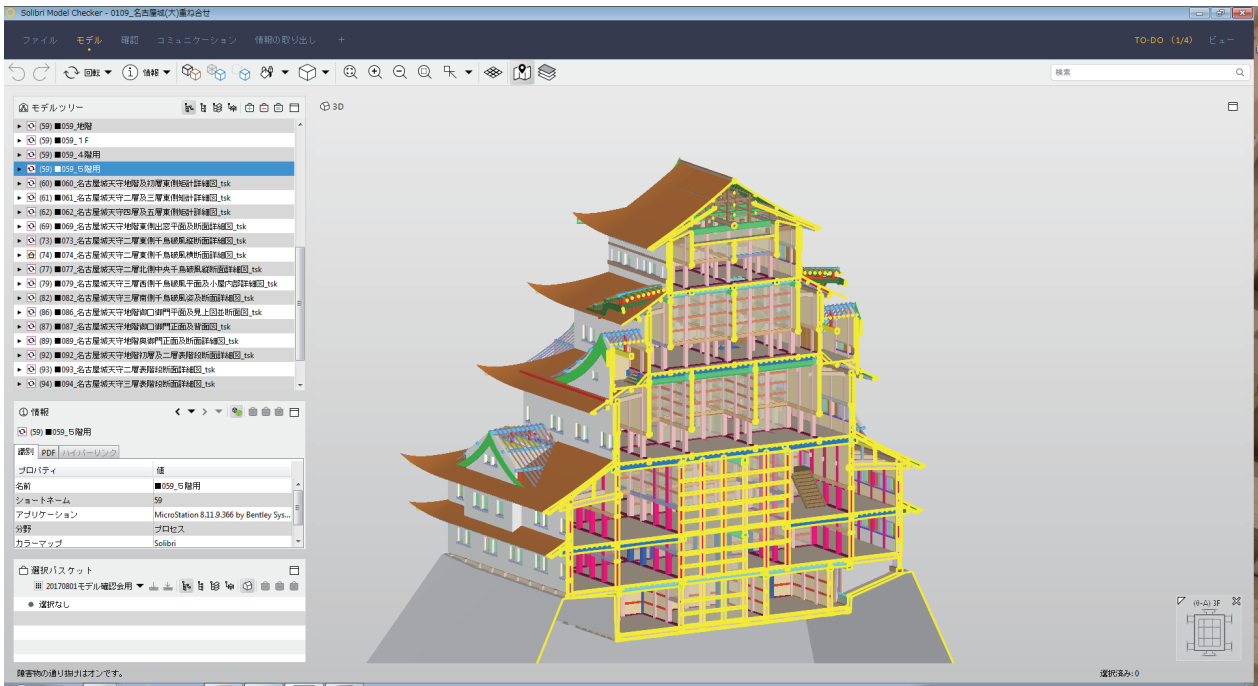 Solibri Model Checker - 0109_名古屋城(大)重ね合せ
ファイル モデル 確認 コミュニケーション 情報の取り出し + TO-DO (1/4) ビュー
回転 情報 検索
モデルツリー
3D
(59) ■059_地階
(59) ■059_1F
(59) ■059_4階用
(59) ■059_5階用
(60) ■060_名古屋城天守地階及初層東側矩計詳細図_tsk
(61) ■061_名古屋城天守二層及三層東側矩計詳細図_tsk
(62) ■062_名古屋城天守四層及五層東側矩計詳細図_tsk
(69) ■069_名古屋城天守地階東側出窓平面及断面詳細図_tsk
(73) ■073_名古屋城天守二層東側千鳥破風縦断面詳細図_tsk
(74) ■074_名古屋城天守二層東側千鳥破風横断面詳細図_tsk
(77) ■077_名古屋城天守二層北側中央千鳥破風縦断面詳細図_tsk
(79) ■079_名古屋城天守三層西側千鳥破風平面及小屋内部詳細図_tsk
(82) ■082_名古屋城天守三層南側千鳥破風姿及断面詳細図_tsk
(86) ■086_名古屋城天守地階御口御門平面及見上図並断面図_tsk
(87) ■087_名古屋城天守地階御口御門正面及背面図_tsk
(89) ■089_名古屋城天守地階奥御門正面及断面詳細図_tsk
(92) ■092_名古屋城天守地階初層及二層表階段断面詳細図_tsk
(93) ■093_名古屋城天守三層表階段断面詳細図_tsk
(94) ■094_名古屋城天守三層表階段断面詳細図_tsk
情報
(59) ■059_5階用
識別 PDF ハイパーリンク
プロパティ 値
名前 ■059_5階用
ショートネーム 59
アプリケーション MicroStation 8.11.9.366 by Bentley Sys...
分野 プロセス
カラーマップ Solibri
選択バスケット
20170801モデル確認会用
選択なし
(θ-A) 3F
障害物の通り抜けはオンです。
選択済み: 0